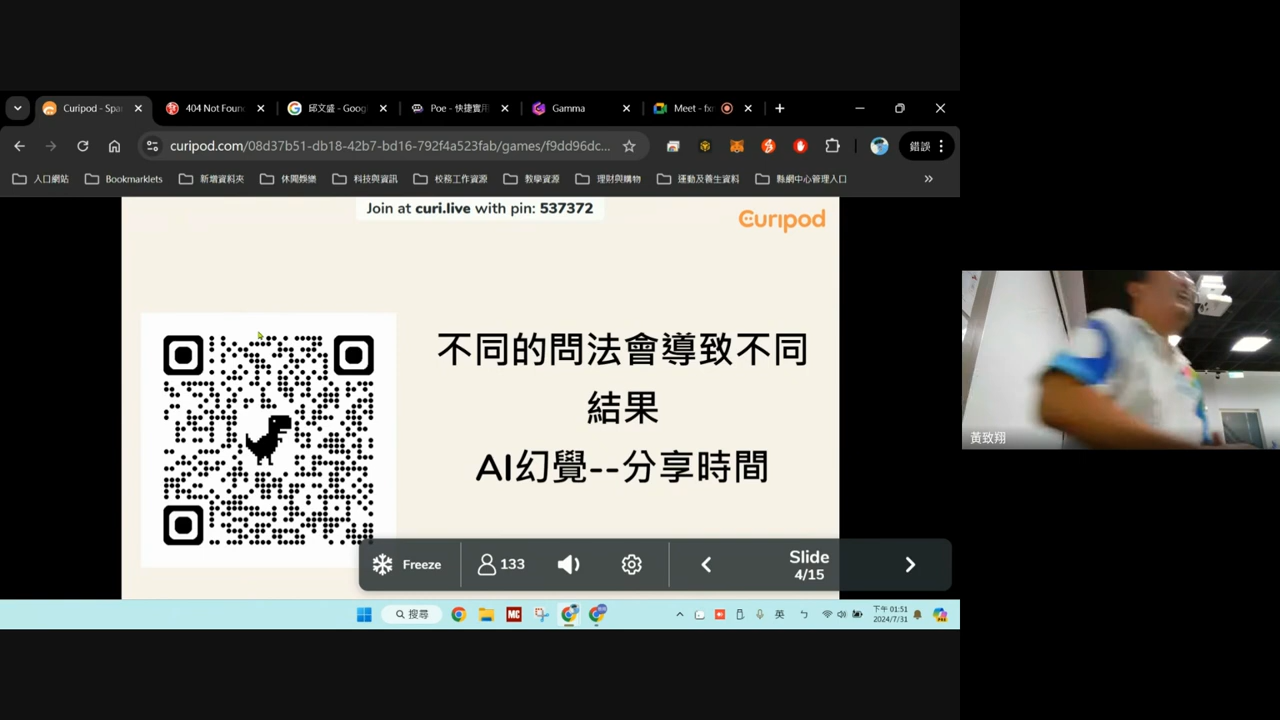 Curipod - Spa
404 Not Foun
邱文盛 - Goog
Poe - 快捷實用
Gamma
Meet - fx
curipod.com/08d37b51-db18-42b7-bd16-792f4a523fab/games/f9dd96dc...
錯誤
人口網站
Bookmarklets
新增資料夾
休閒娛樂
科技與資訊
校務工作資源
教學資源
理財與購物
運動及養生資料
縣網中心管理入口
Join at curi.live with pin: 537372
Curipod
不同的問法會導致不同
結果
AI幻覺--分享時間
Freeze
133
Slide
4/15
黃致翔
搜尋
MC
英
下午 01:51
2024/7/31